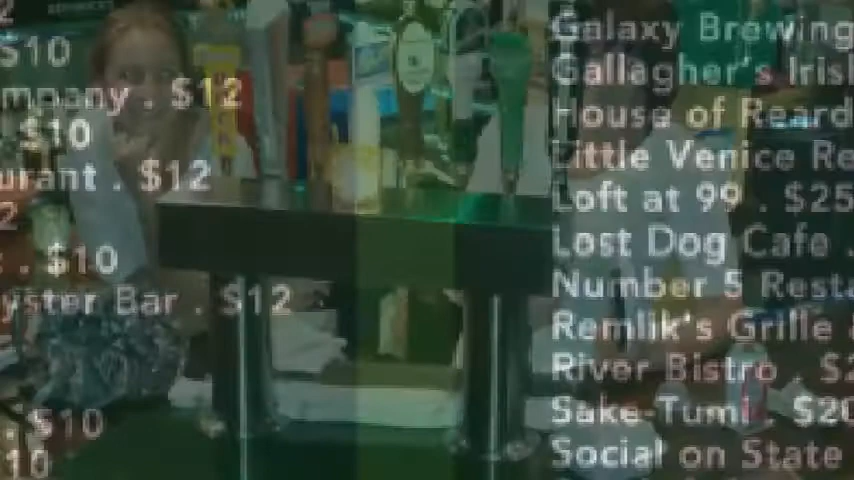 $10
mpany . $12
$10
urant . $12
. $10
yster Bar . $12
. $10
10
Galaxy Brewing
Gallagher's Iris
House of Reard
Little Venice Re
Loft at 99 . $25
Lost Dog Cafe .
Number 5 Resta
Remlik's Grille &
River Bistro . $2
Sake-Tumi . $20
Social on State